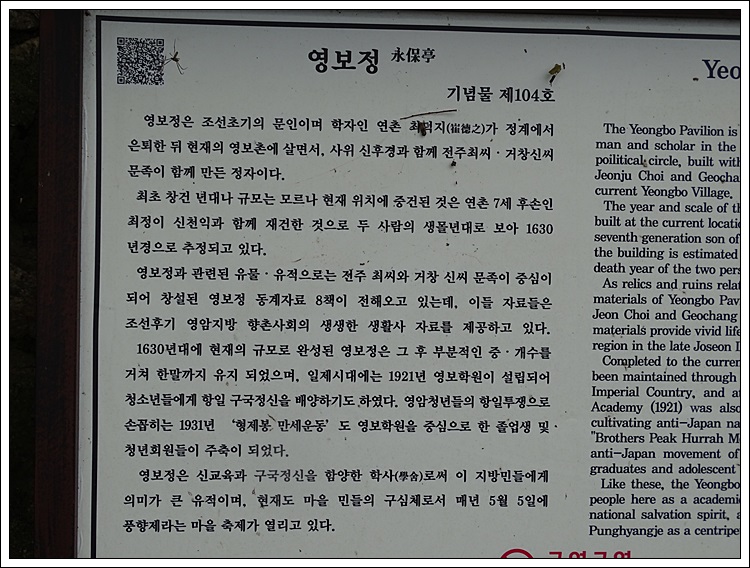 영보정 永保亭
기념물 제104호
영보정은 조선초기의 문인이며 학자인 연촌 최덕지(崔德之)가 정계에서
은퇴한 뒤 현재의 영보촌에 살면서, 사위 신후경과 함께 전주최씨·거창신씨
문족이 함께 만든 정자이다.
최초 창건 년대나 규모는 모르나 현재 위치에 중건된 것은 연촌 7세 후손인
최정이 신천익과 함께 재건한 것으로 두 사람의 생몰년대로 보아 1630
년경으로 추정되고 있다.
영보정과 관련된 유물·유적으로는 전주 최씨와 거창 신씨 문족이 중심이
되어 창설된 영보정 동계자료 8책이 전해오고 있는데, 이들 자료들은
조선후기 영암지방 향촌사회의 생생한 생활사 자료를 제공하고 있다.
1630년대에 현재의 규모로 완성된 영보정은 그 후 부분적인 중·개수를
거쳐 한말까지 유지 되었으며, 일제시대에는 1921년 영보학원이 설립되어
청소년들에게 항일 구국정신을 배양하기도 하였다. 영암청년들의 항일투쟁으로
손꼽히는 1931년 ‘형제봉 만세운동’도 영보학원을 중심으로 한 졸업생 및
청년회원들이 주축이 되었다.
영보정은 신교육과 구국정신을 함양한 학사(學舍)로써 이 지방민들에게
의미가 큰 유적이며, 현재도 마을 민들의 구심체로서 매년 5월 5일에
풍향제라는 마을 축제가 열리고 있다.
Yeo
The Yeongbo Pavilion is
man and scholar in the
poilitical circle, built with
Jeonju Choi and Geochan
current Yeongbo Village.
The year and scale of th
built at the current locatio
seventh generation son of
the building is estimated
death year of the two pers
As relics and ruins relat
materials of Yeongbo Pav
Jeon Choi and Geochang
materials provide vivid life
region in the late Joseon
Completed to the curren
been maintained through
Imperial Country, and at
Academy (1921) was also
cultivating anti-Japan na
"Brothers Peak Hurrah M
anti-Japan movement of
graduates and adolescent
Like these, the Yeongbo
people here as a academic
national salvation spirit, a
Punghyangje as a centripe